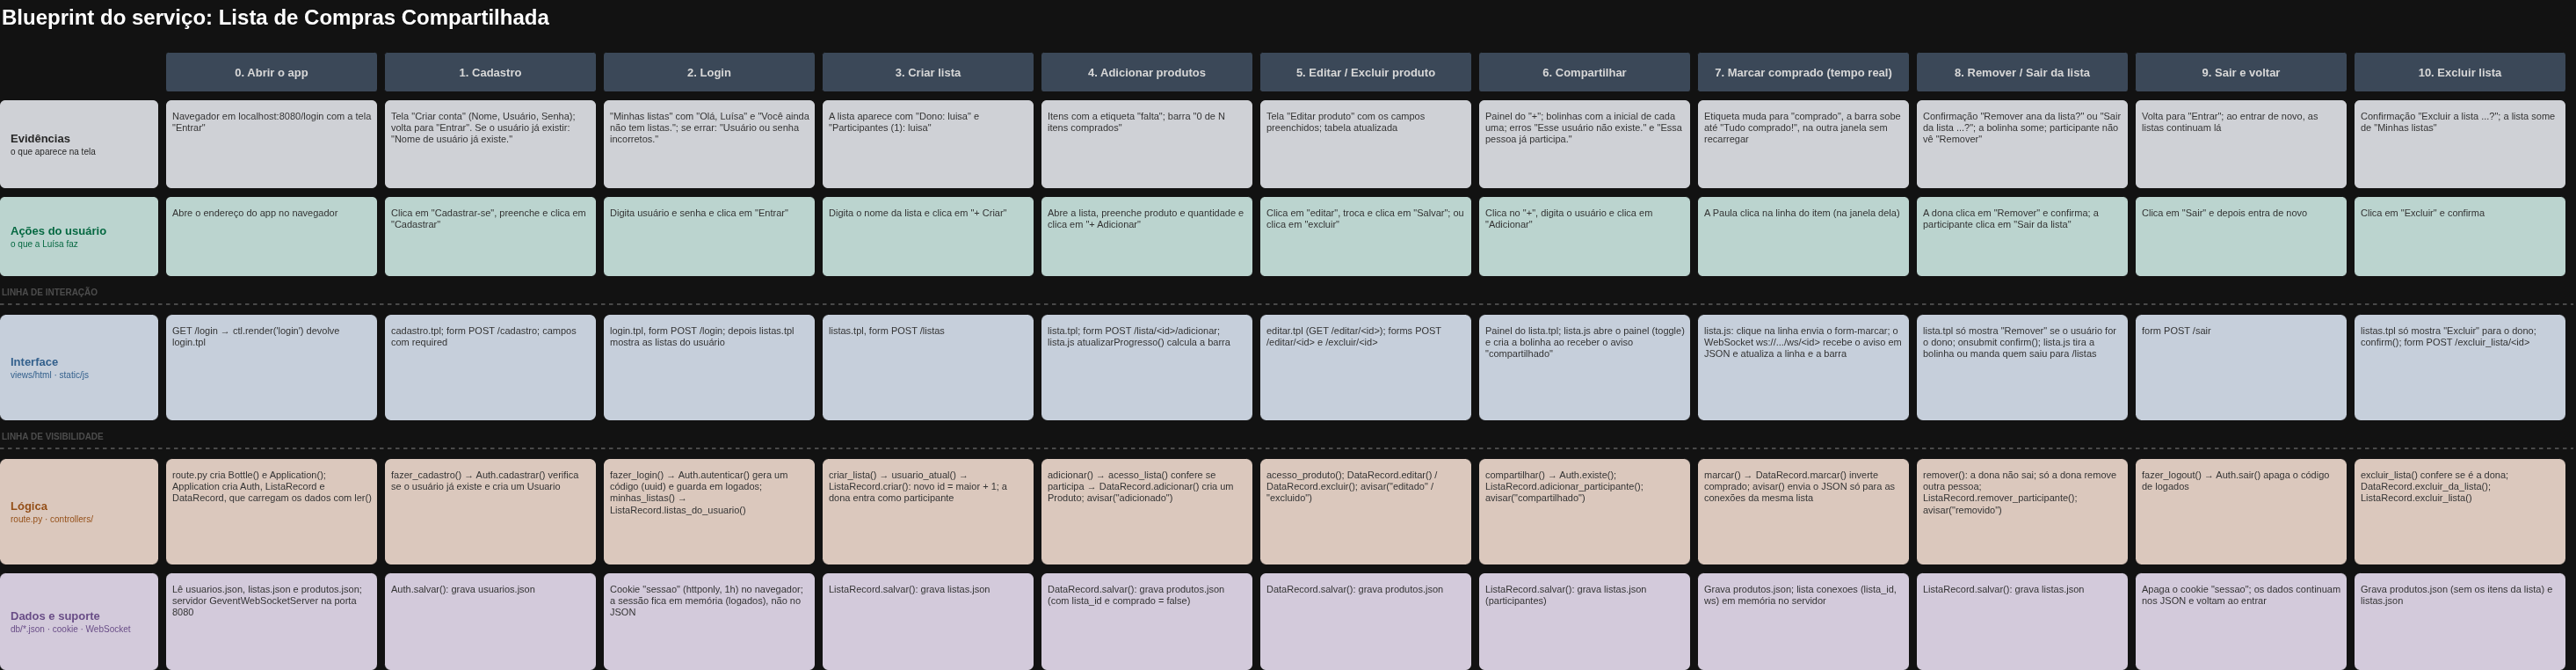 Blueprint do serviço: Lista de Compras Compartilhada
0. Abrir o app
1. Cadastro
2. Login
3. Criar lista
4. Adicionar produtos
5. Editar / Excluir produto
6. Compartilhar
7. Marcar comprado (tempo real)
8. Remover / Sair da lista
9. Sair e voltar
10. Excluir lista
Evidências
o que aparece na tela
Navegador em localhost:8080/login com a tela
"Entrar"
Tela "Criar conta" (Nome, Usuário, Senha);
volta para "Entrar". Se o usuário já existir:
"Nome de usuário já existe."
"Minhas listas" com "Olá, Luísa" e "Você ainda
não tem listas."; se errar: "Usuário ou senha
incorretos."
A lista aparece com "Dono: luisa" e
"Participantes (1): luisa"
Itens com a etiqueta "falta"; barra "0 de N
itens comprados"
Tela "Editar produto" com os campos
preenchidos; tabela atualizada
Painel do "+"; bolinhas com a inicial de cada
uma; erros "Esse usuário não existe." e "Essa
pessoa já participa."
Etiqueta muda para "comprado", a barra sobe
até "Tudo comprado!", na outra janela sem
recarregar
Confirmação "Remover ana da lista?" ou "Sair
da lista ...?"; a bolinha some; participante não
vê "Remover"
Volta para "Entrar"; ao entrar de novo, as
listas continuam lá
Confirmação "Excluir a lista ...?"; a lista some
de "Minhas listas"
Ações do usuário
o que a Luísa faz
Abre o endereço do app no navegador
Clica em "Cadastrar-se", preenche e clica em
"Cadastrar"
Digita usuário e senha e clica em "Entrar"
Digita o nome da lista e clica em "+ Criar"
Abre a lista, preenche produto e quantidade e
clica em "+ Adicionar"
Clica em "editar", troca e clica em "Salvar"; ou
clica em "excluir"
Clica no "+", digita o usuário e clica em
"Adicionar"
A Paula clica na linha do item (na janela dela)
A dona clica em "Remover" e confirma; a
participante clica em "Sair da lista"
Clica em "Sair" e depois entra de novo
Clica em "Excluir" e confirma
LINHA DE INTERAÇÃO
Interface
views/html · static/js
GET /login → ctl.render('login') devolve
login.tpl
cadastro.tpl; form POST /cadastro; campos
com required
login.tpl, form POST /login; depois listas.tpl
mostra as listas do usuário
listas.tpl, form POST /listas
lista.tpl; form POST /lista/<id>/adicionar;
lista.js atualizarProgresso() calcula a barra
editar.tpl (GET /editar/<id>); forms POST
/editar/<id> e /excluir/<id>
Painel do lista.tpl; lista.js abre o painel (toggle)
e cria a bolinha ao receber o aviso
"compartilhado"
lista.js: clique na linha envia o form-marcar; o
WebSocket ws://.../ws/<id> recebe o aviso em
JSON e atualiza a linha e a barra
lista.tpl só mostra "Remover" se o usuário for
o dono; onsubmit confirm(); lista.js tira a
bolinha ou manda quem saiu para /listas
form POST /sair
listas.tpl só mostra "Excluir" para o dono;
confirm(); form POST /excluir_lista/<id>
LINHA DE VISIBILIDADE
Lógica
route.py · controllers/
route.py cria Bottle() e Application();
Application cria Auth, ListaRecord e
DataRecord, que carregam os dados com ler()
fazer_cadastro() → Auth.cadastrar() verifica
se o usuário já existe e cria um Usuario
fazer_login() → Auth.autenticar() gera um
código (uuid) e guarda em logados;
minhas_listas() →
ListaRecord.listas_do_usuario()
criar_lista() → usuario_atual() →
ListaRecord.criar(): novo id = maior + 1; a
dona entra como participante
adicionar() → acesso_lista() confere se
participa → DataRecord.adicionar() cria um
Produto; avisar("adicionado")
acesso_produto(); DataRecord.editar() /
DataRecord.excluir(); avisar("editado" /
"excluido")
compartilhar() → Auth.existe();
ListaRecord.adicionar_participante();
avisar("compartilhado")
marcar() → DataRecord.marcar() inverte
comprado; avisar() envia o JSON só para as
conexões da mesma lista
remover(): a dona não sai; só a dona remove
outra pessoa;
ListaRecord.remover_participante();
avisar("removido")
fazer_logout() → Auth.sair() apaga o código
de logados
excluir_lista() confere se é a dona;
DataRecord.excluir_da_lista();
ListaRecord.excluir_lista()
Dados e suporte
db/*.json · cookie · WebSocket
Lê usuarios.json, listas.json e produtos.json;
servidor GeventWebSocketServer na porta
8080
Auth.salvar(): grava usuarios.json
Cookie "sessao" (httponly, 1h) no navegador;
a sessão fica em memória (logados), não no
JSON
ListaRecord.salvar(): grava listas.json
DataRecord.salvar(): grava produtos.json
(com lista_id e comprado = false)
DataRecord.salvar(): grava produtos.json
ListaRecord.salvar(): grava listas.json
(participantes)
Grava produtos.json; lista conexoes (lista_id,
ws) em memória no servidor
ListaRecord.salvar(): grava listas.json
Apaga o cookie "sessao"; os dados continuam
nos JSON e voltam ao entrar
Grava produtos.json (sem os itens da lista) e
listas.json